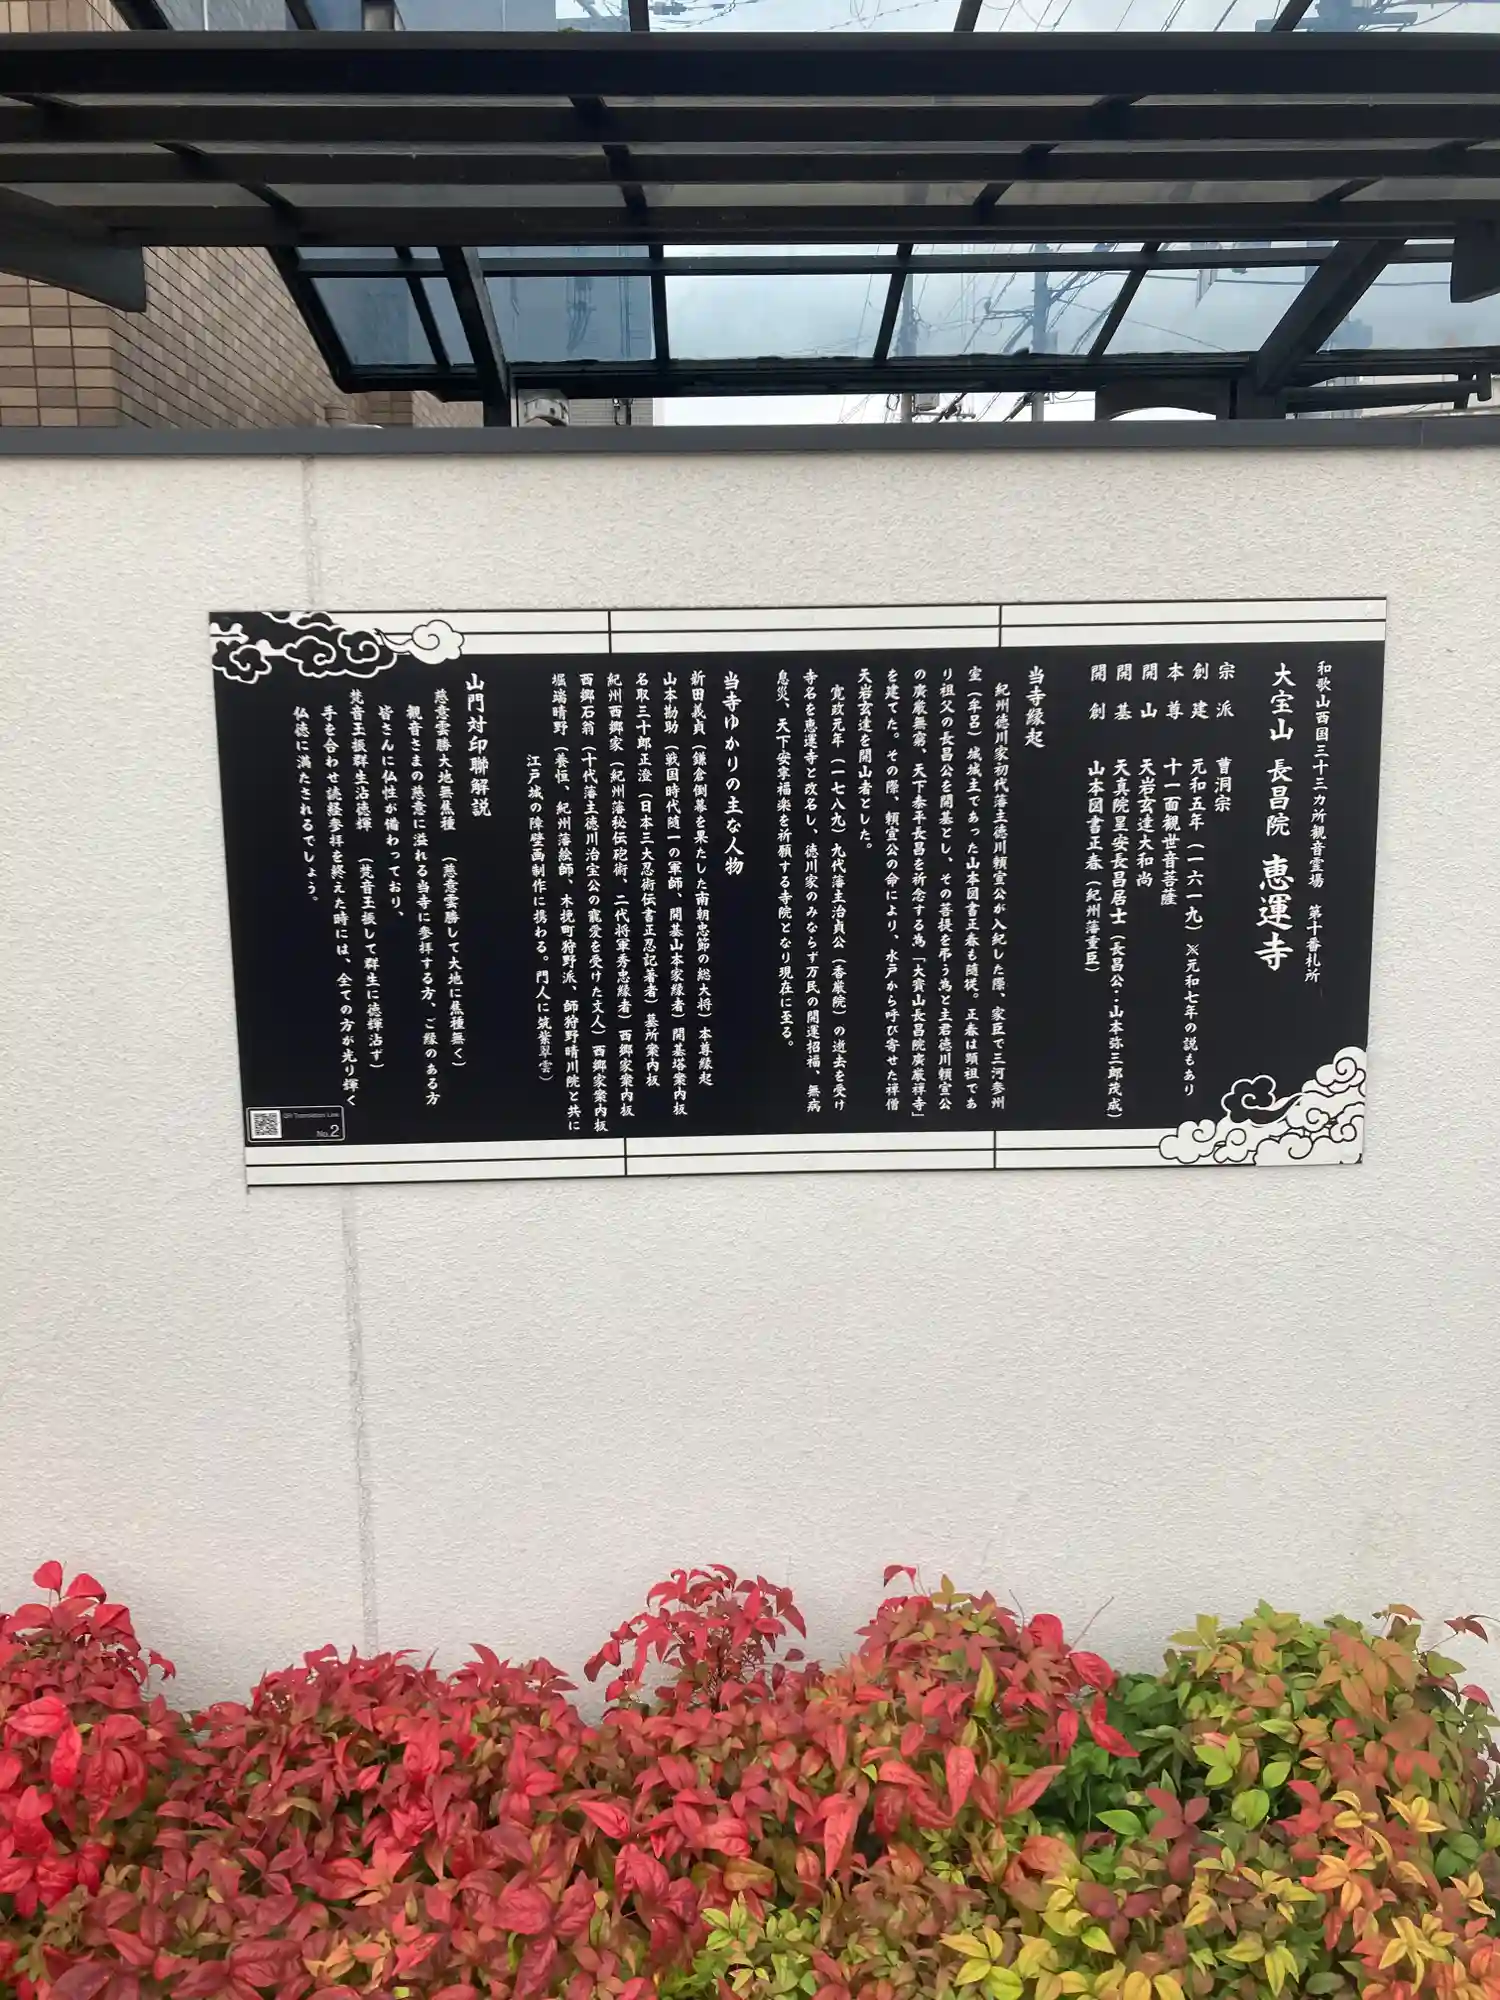 和歌山西国三十三カ所観音霊場 第十番札所
大宝山 長昌院 恵運寺
宗派 曹洞宗
創建 元和五年(一六一九)※元和七年の説もあり
本尊 十一面観世音菩薩
開山 天岩玄達大和尚
開基 天真院星安長昌居士(長昌公:山本弥三郎茂成)
開創 山本図書正春(紀州藩重臣)
当寺縁起
紀州徳川家初代藩主徳川頼宣公が入紀した際、家臣で三河参州
室(牟呂)城城主であった山本図書正春も随従。正春は頭祖であ
り祖父の長昌公を開基とし、その菩提を弔う為と主君徳川頼宣公
の廣厳無窮、天下泰平長昌を祈念する為「大寳山長昌院廣厳禅寺」
を建てた。その際、頼宣公の命により、水戸から呼び寄せた禅僧
天岩玄達を開山者とした。
寛政元年(一七八九)九代藩主治貞公(香厳院)の逝去を受け
寺名を恵運寺と改名し、徳川家のみならず万民の開運招福、無病
息災、天下安寧福楽を祈願する寺院となり現在に至る。
当寺ゆかりの主な人物
新田義貞(鎌倉倒幕を果たした南朝忠節の総大将)本尊縁起
山本勘助(戦国時代随一の軍師、開基山本家縁者)開基塔案内板
名取三十郎正澄(日本三大忍術伝書正忍記著者)墓所案内板
紀州西郷家(紀州藩秘伝砲術、二代将軍秀忠縁者)西郷家案内板
西郷石翁(十代藩主徳川治宝公の寵愛を受けた文人)西郷家案内板
堀端晴野(養恒、紀州藩絵師、木挽町狩野派、師狩野晴川院と共に
江戸城の障壁画制作に携わる。門人に筑紫翠雲)
山門対印聯解説
慈意雲勝大地無焦種 (慈意雲勝して大地に焦種無く)
観音さまの慈意に溢れる当寺に参拝する方、ご縁のある方
皆さんに仏性が備わっており、
梵音王振群生沾徳輝 (梵音王振して群生に徳輝沾ず)
手を合わせ読経参拝を終えた時には、全ての方が光り輝く
仏徳に満たされるでしょう。
QR Translation Link
No.2